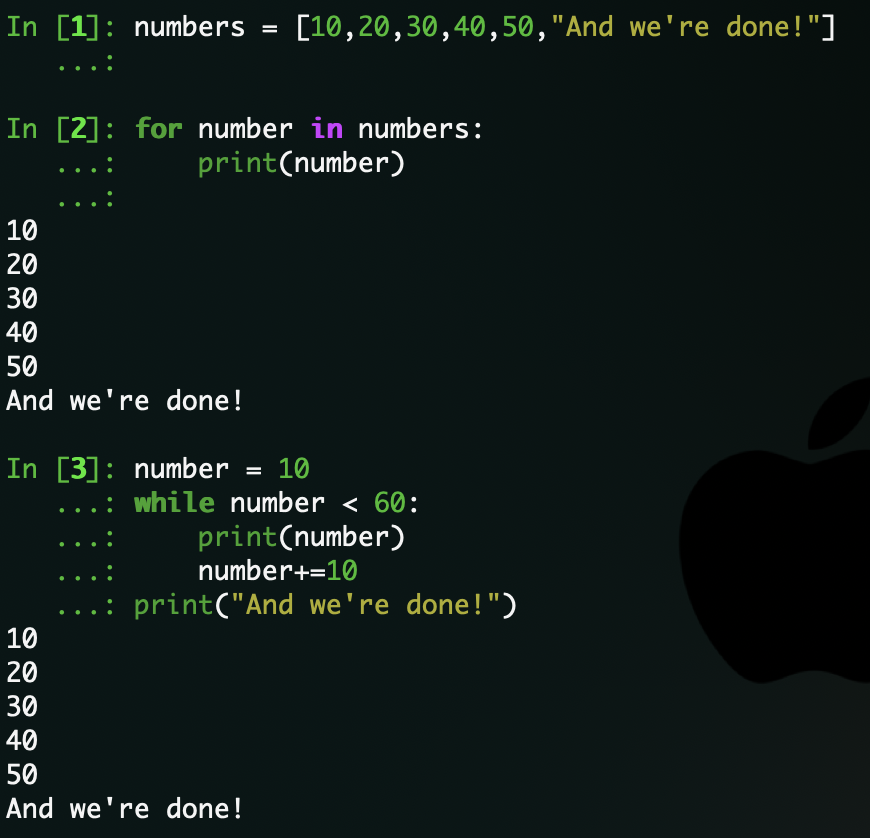 In [1]: numbers = [10,20,30,40,50,"And we're done!"]
   ...:
In [2]: for number in numbers:
   ...:     print(number)
   ...:
10
20
30
40
50
And we're done!
In [3]: number = 10
   ...: while number < 60:
   ...:     print(number)
   ...:     number+=10
   ...: print("And we're done!")
10
20
30
40
50
And we're done!